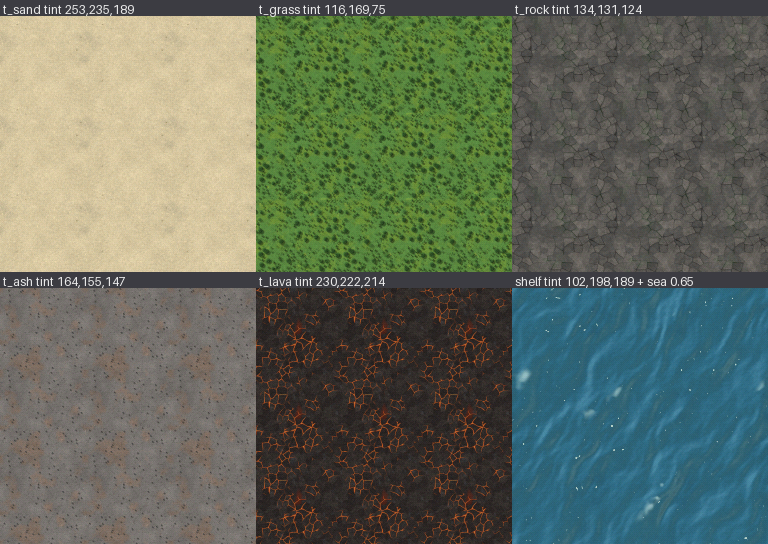 t_sand tint 253,235,189
t_grass tint 116,169,75
t_rock tint 134,131,124
t_ash tint 164,155,147
t_lava tint 230,222,214
shelf tint 102,198,189 + sea 0.65